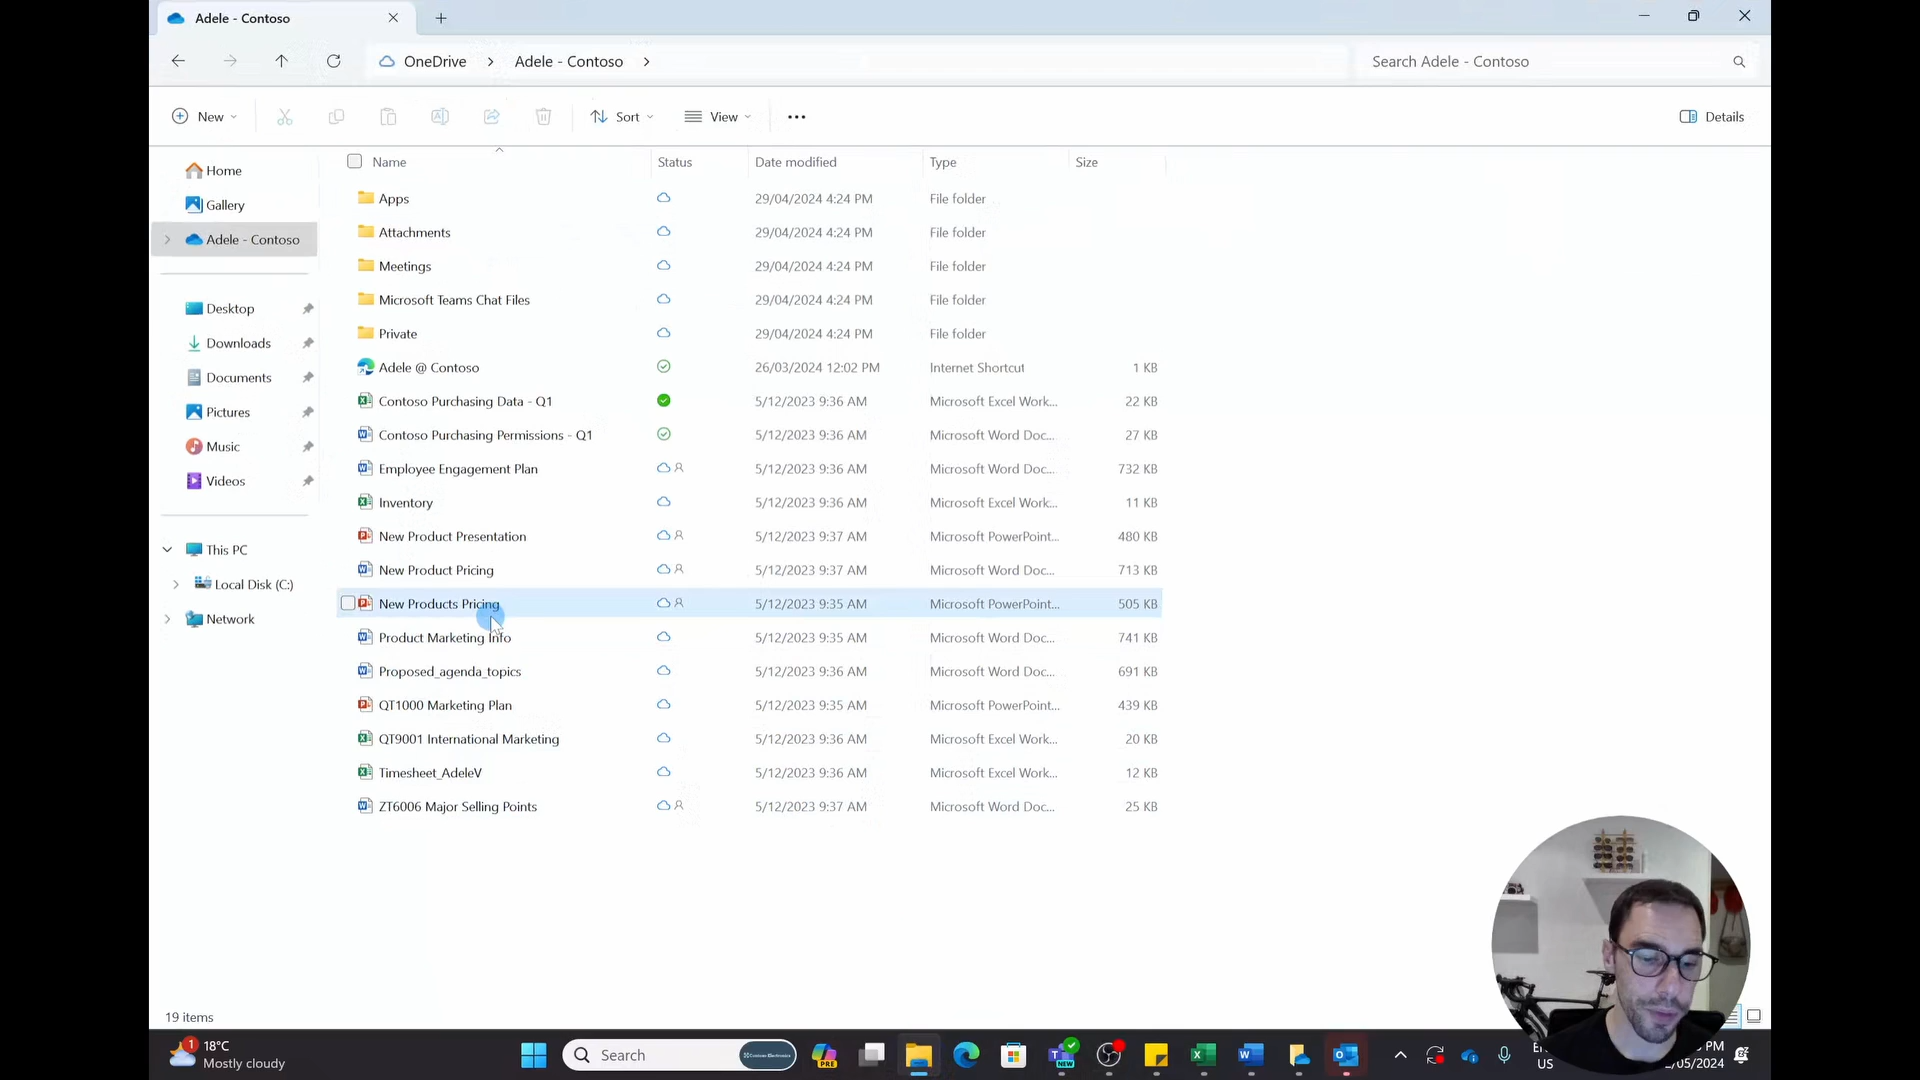 Adele - Contoso
OneDrive > Adele - Contoso >
Search Adele - Contoso
New
Sort
View
Details
Home
Gallery
Adele - Contoso
Desktop
Downloads
Documents
Pictures
Music
Videos
This PC
Local Disk (C:)
Network
Name Status Date modified Type Size
Apps 29/04/2024 4:24 PM File folder
Attachments 29/04/2024 4:24 PM File folder
Meetings 29/04/2024 4:24 PM File folder
Microsoft Teams Chat Files 29/04/2024 4:24 PM File folder
Private 29/04/2024 4:24 PM File folder
Adele @ Contoso 26/03/2024 12:02 PM Internet Shortcut 1 KB
Contoso Purchasing Data - Q1 5/12/2023 9:36 AM Microsoft Excel Work... 22 KB
Contoso Purchasing Permissions - Q1 5/12/2023 9:36 AM Microsoft Word Doc... 27 KB
Employee Engagement Plan 5/12/2023 9:36 AM Microsoft Word Doc... 732 KB
Inventory 5/12/2023 9:36 AM Microsoft Excel Work... 11 KB
New Product Presentation 5/12/2023 9:37 AM Microsoft PowerPoint... 480 KB
New Product Pricing 5/12/2023 9:37 AM Microsoft Word Doc... 713 KB
New Products Pricing 5/12/2023 9:35 AM Microsoft PowerPoint... 505 KB
Product Marketing Info 5/12/2023 9:35 AM Microsoft Word Doc... 741 KB
Proposed_agenda_topics 5/12/2023 9:36 AM Microsoft Word Doc... 691 KB
QT1000 Marketing Plan 5/12/2023 9:35 AM Microsoft PowerPoint... 439 KB
QT9001 International Marketing 5/12/2023 9:36 AM Microsoft Excel Work... 20 KB
Timesheet_AdeleV 5/12/2023 9:36 AM Microsoft Excel Work... 12 KB
ZT6006 Major Selling Points 5/12/2023 9:37 AM Microsoft Word Doc... 25 KB
19 items
1
18°C
Mostly cloudy
Search
PRE
NEW
US
PM
/05/2024